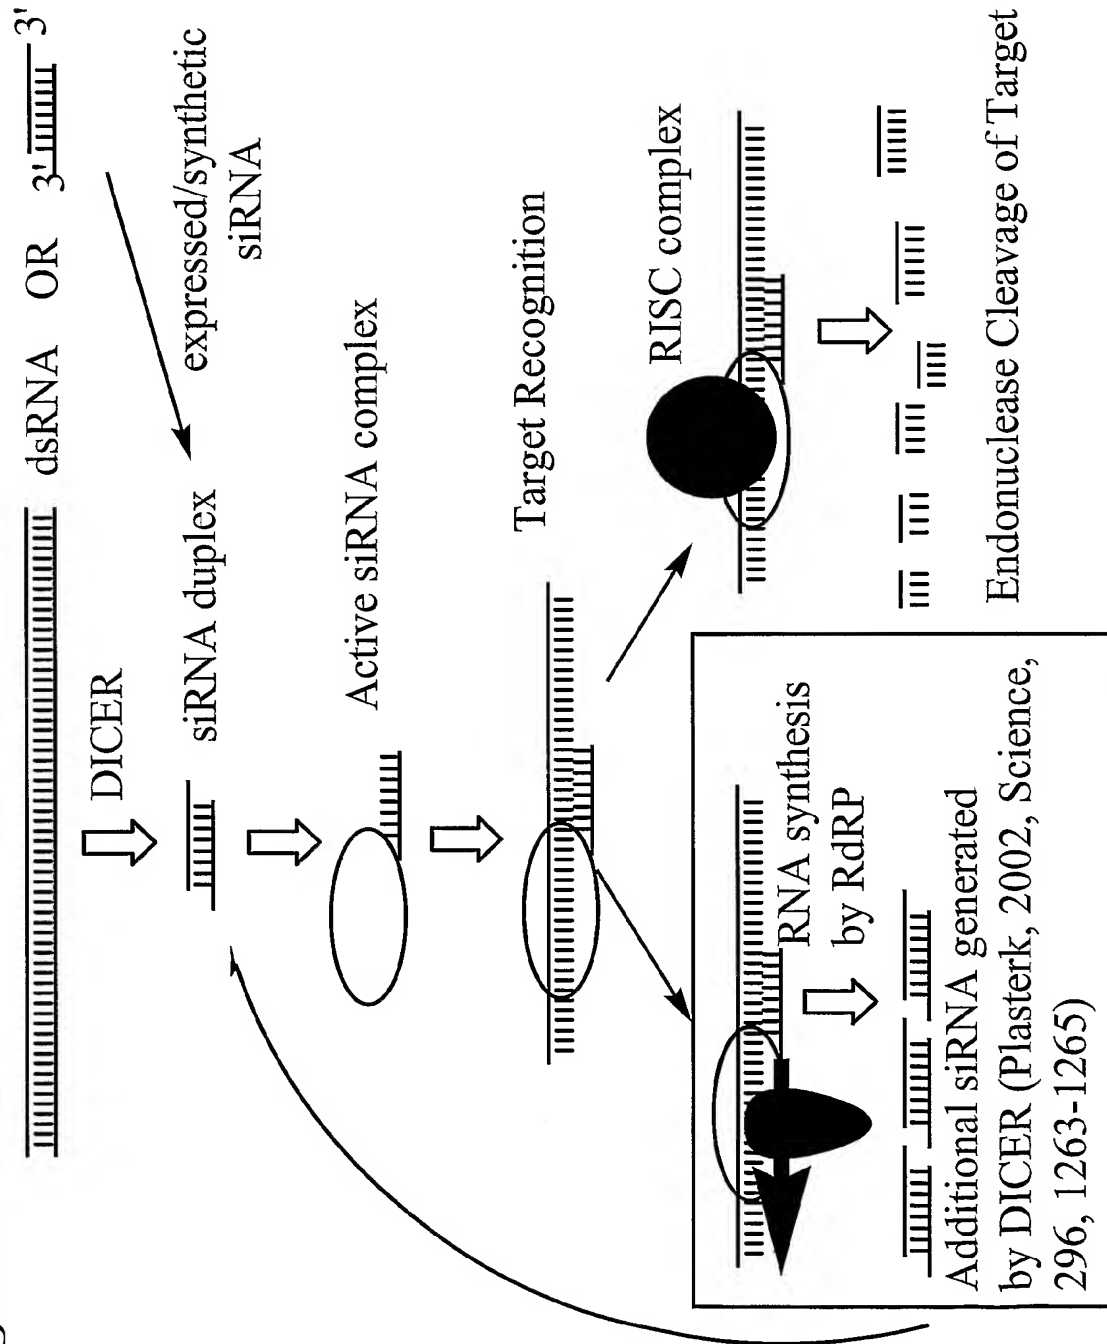 dsRNA OR 3' 3'
DICER
siRNA duplex
expressed/synthetic
siRNA
Active siRNA complex
Target Recognition
RISC complex
RNA synthesis
by RdRP
Additional siRNA generated
by DICER (Plasterk, 2002, Science,
296, 1263-1265)
Endonuclease Cleavage of Target